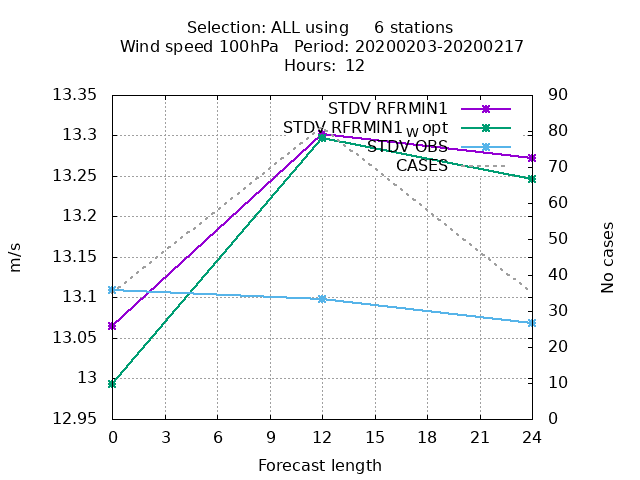 Selection: ALL using     6 stations
Wind speed 100hPa   Period: 20200203-20200217
Hours: 12
STDV RFRMIN1
STDV RFRMIN1_w opt
STDV OBS
CASES
m/s
13.35
13.3
13.25
13.2
13.15
13.1
13.05
13
12.95
90
80
70
60
50
40
30
20
10
0
No cases
0 3 6 9 12 15 18 21 24
Forecast length